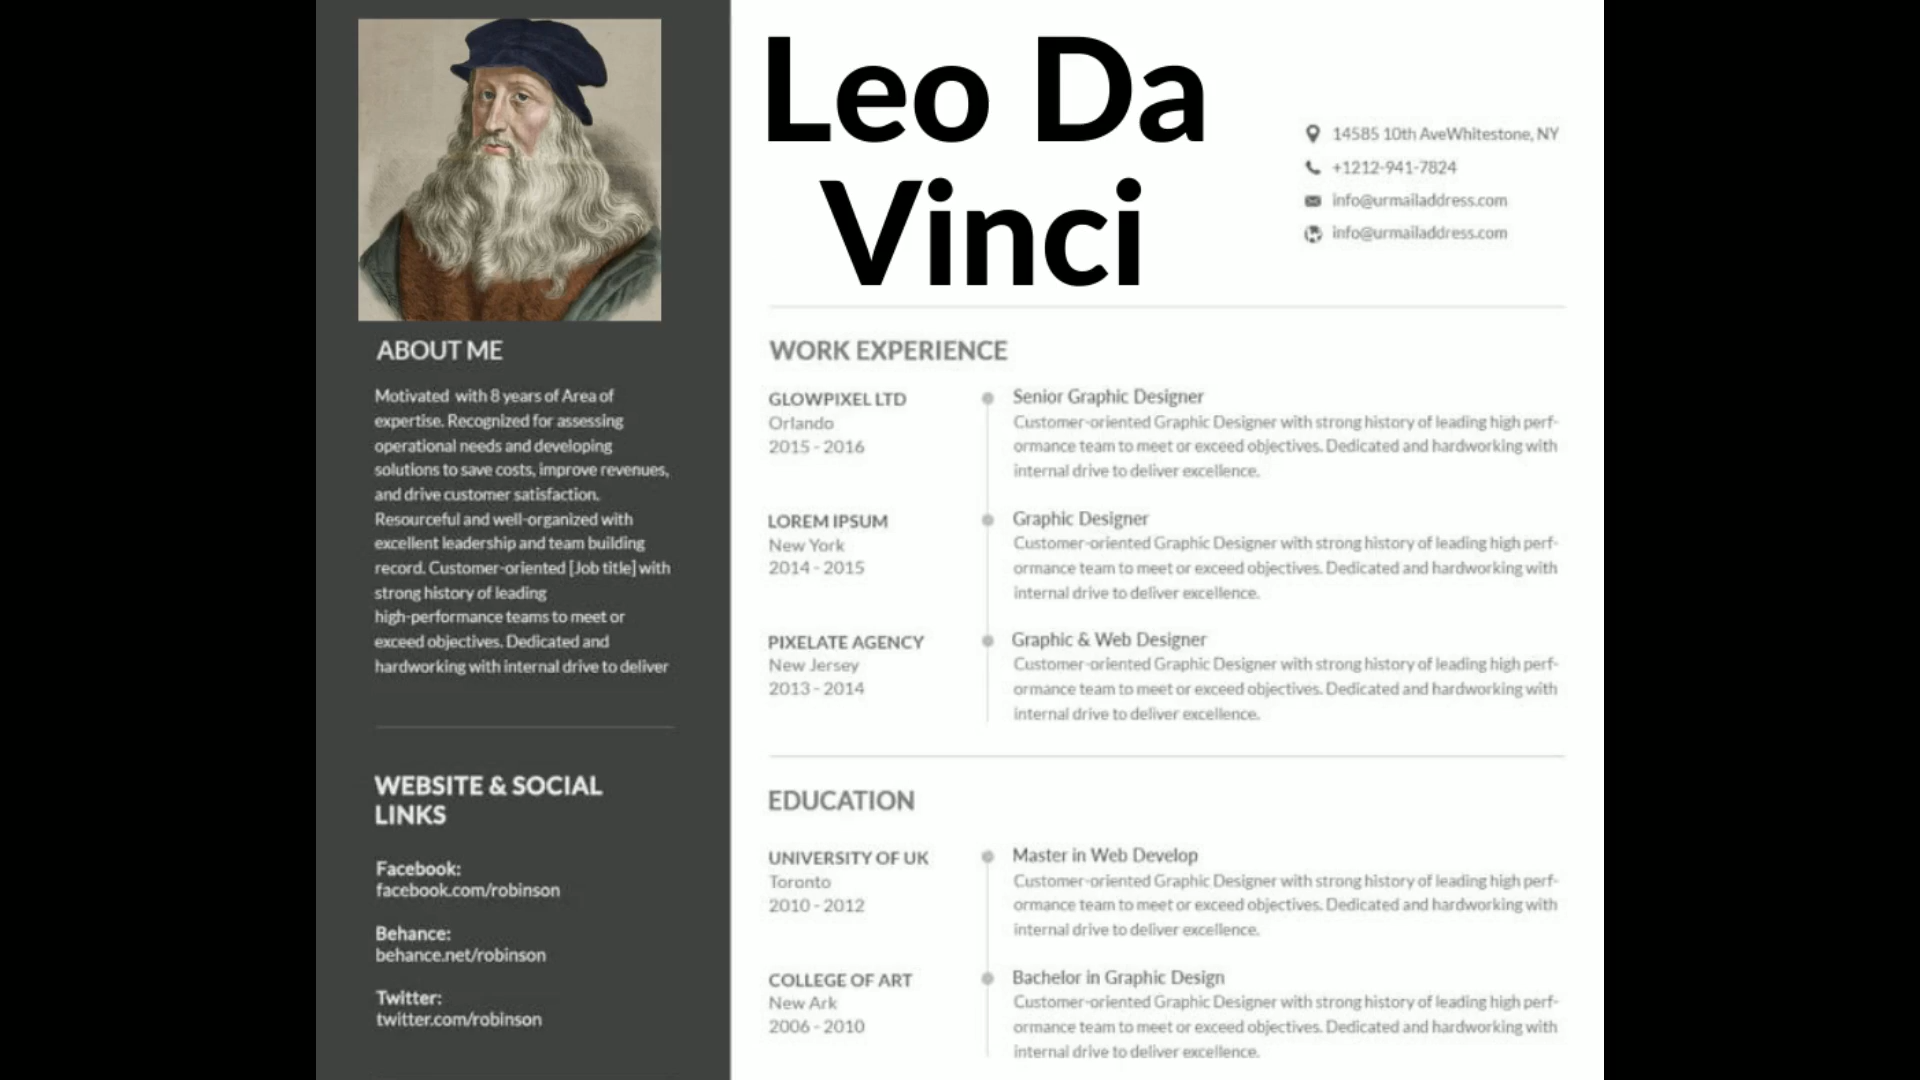 Leo Da
Vinci
14585 10th AveWhitestone, NY
+1212-941-7824
info@urmailaddress.com
info@urmailaddress.com
ABOUT ME
Motivated with 8 years of Area of
expertise. Recognized for assessing
operational needs and developing
solutions to save costs, improve revenues,
and drive customer satisfaction.
Resourceful and well-organized with
excellent leadership and team building
record. Customer-oriented [Job title] with
strong history of leading
high-performance teams to meet or
exceed objectives. Dedicated and
hardworking with internal drive to deliver
WEBSITE & SOCIAL
LINKS
Facebook:
facebook.com/robinson
Behance:
behance.net/robinson
Twitter:
twitter.com/robinson
WORK EXPERIENCE
GLOWPIXEL LTD
Orlando
2015 - 2016
Senior Graphic Designer
Customer-oriented Graphic Designer with strong history of leading high perf-
ormance team to meet or exceed objectives. Dedicated and hardworking with
internal drive to deliver excellence.
LOREM IPSUM
New York
2014 - 2015
Graphic Designer
Customer-oriented Graphic Designer with strong history of leading high perf-
ormance team to meet or exceed objectives. Dedicated and hardworking with
internal drive to deliver excellence.
PIXELATE AGENCY
New Jersey
2013 - 2014
Graphic & Web Designer
Customer-oriented Graphic Designer with strong history of leading high perf-
ormance team to meet or exceed objectives. Dedicated and hardworking with
internal drive to deliver excellence.
EDUCATION
UNIVERSITY OF UK
Toronto
2010 - 2012
Master in Web Develop
Customer-oriented Graphic Designer with strong history of leading high perf-
ormance team to meet or exceed objectives. Dedicated and hardworking with
internal drive to deliver excellence.
COLLEGE OF ART
New Ark
2006 - 2010
Bachelor in Graphic Design
Customer-oriented Graphic Designer with strong history of leading high perf-
ormance team to meet or exceed objectives. Dedicated and hardworking with
internal drive to deliver excellence.